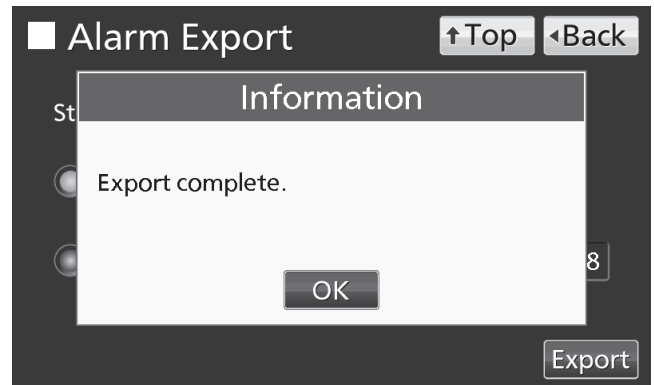 Alarm Export
↑Top
◂Back
Information
St
Export complete.
8
OK
Export